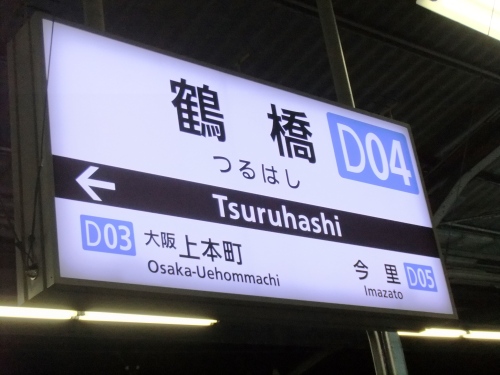 鶴橋
D04
つるはし
← Tsuruhashi
D03 大阪上本町
Osaka-Uehommachi
今里 D05
Imazato